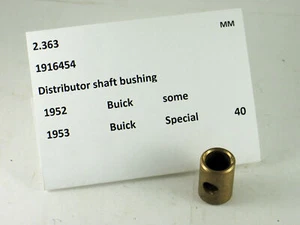 MM
2.363
1916454
Distributor shaft bushing
1952 Buick some
1953 Buick Special 40